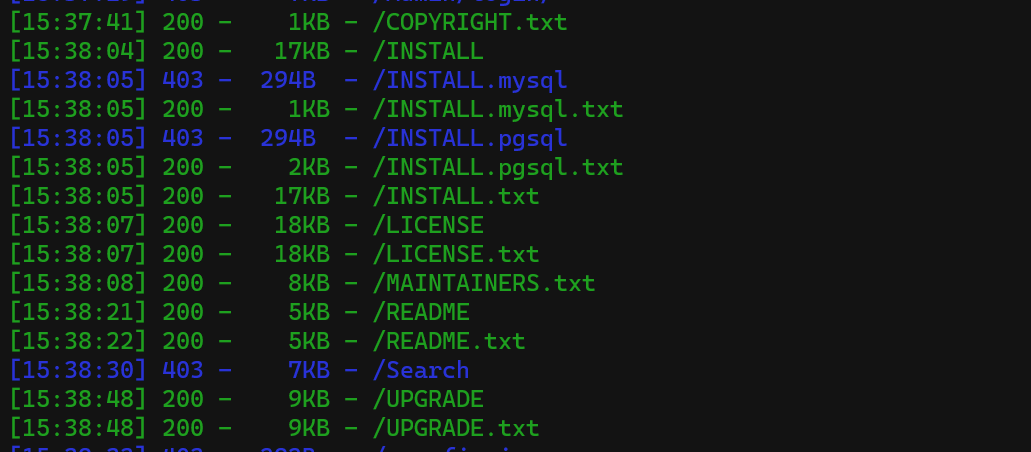 [15:37:41] 200 -    1KB - /COPYRIGHT.txt
[15:38:04] 200 -   17KB - /INSTALL
[15:38:05] 403 -  294B  - /INSTALL.mysql
[15:38:05] 200 -    1KB - /INSTALL.mysql.txt
[15:38:05] 403 -  294B  - /INSTALL.pgsql
[15:38:05] 200 -    2KB - /INSTALL.pgsql.txt
[15:38:05] 200 -   17KB - /INSTALL.txt
[15:38:07] 200 -   18KB - /LICENSE
[15:38:07] 200 -   18KB - /LICENSE.txt
[15:38:08] 200 -    8KB - /MAINTAINERS.txt
[15:38:21] 200 -    5KB - /README
[15:38:22] 200 -    5KB - /README.txt
[15:38:30] 403 -    7KB - /Search
[15:38:48] 200 -    9KB - /UPGRADE
[15:38:48] 200 -    9KB - /UPGRADE.txt